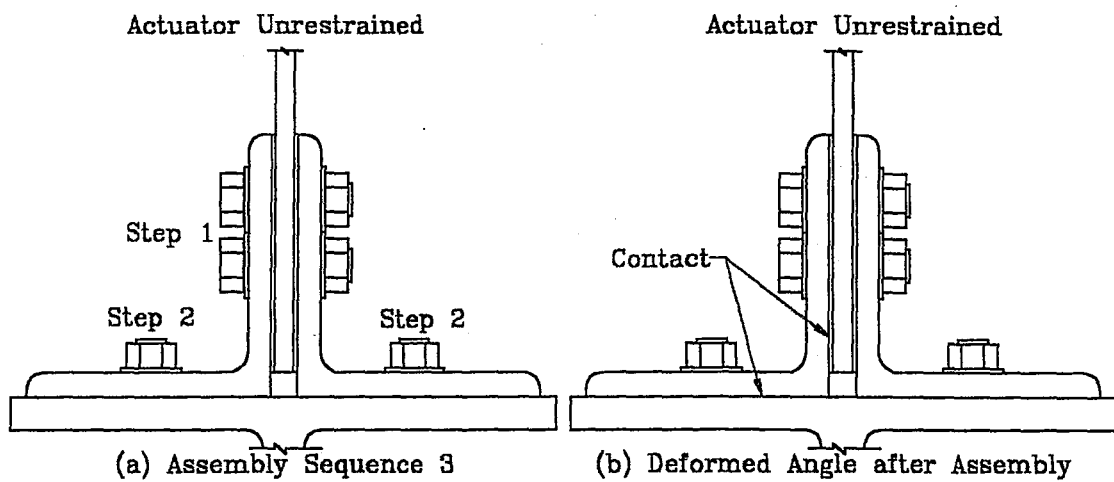 Actuator Unrestrained
Actuator Unrestrained
Step 1
Contact
Step 2
Step 2
(a) Assembly Sequence 3
(b) Deformed Angle after Assembly